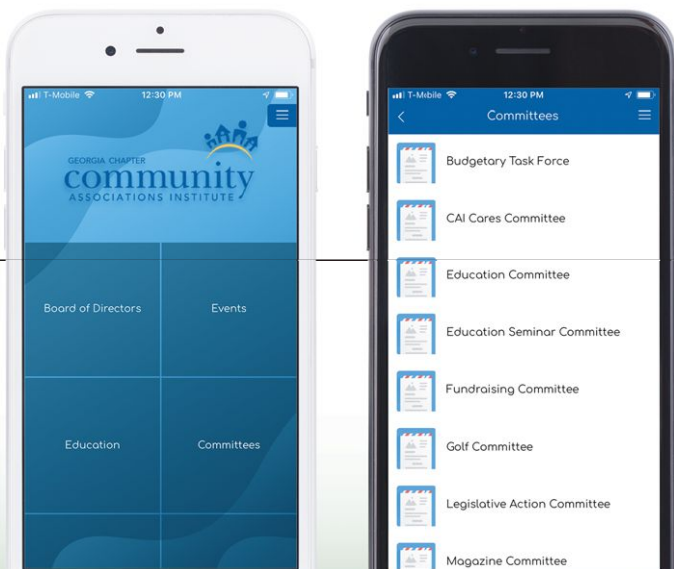 T-Mobile 12:30 PM
GEORGIA CHAPTER
community
ASSOCIATIONS INSTITUTE
Board of Directors Events
Education Committees
T-Mobile 12:30 PM
Committees
Budgetary Task Force
CAI Cares Committee
Education Committee
Education Seminar Committee
Fundraising Committee
Golf Committee
Legislative Action Committee
Magazine Committee